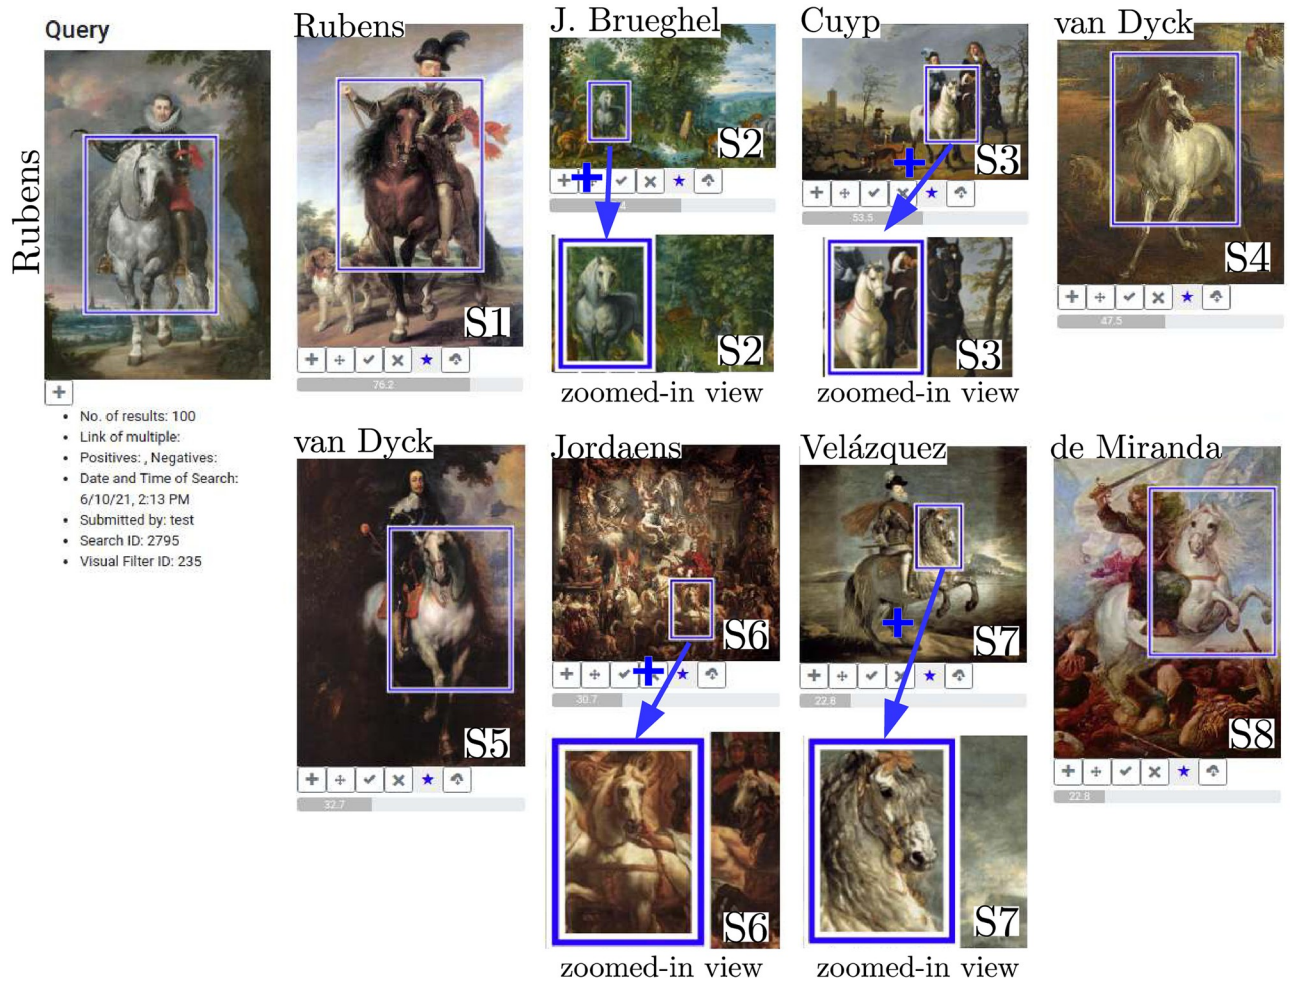 Query
Rubens
Rubens
S1
76.2
J. Brueghel
S2
4
S2
zoomed-in view
Cuyp
S3
53.5
S3
zoomed-in view
van Dyck
S4
47.5
No. of results: 100
Link of multiple:
Positives: , Negatives:
Date and Time of Search:
6/10/21, 2:13 PM
Submitted by: test
Search ID: 2795
Visual Filter ID: 235
van Dyck
S5
32.7
Jordaens
S6
30.7
S6
zoomed-in view
Velázquez
S7
22.8
S7
zoomed-in view
de Miranda
S8
22.8